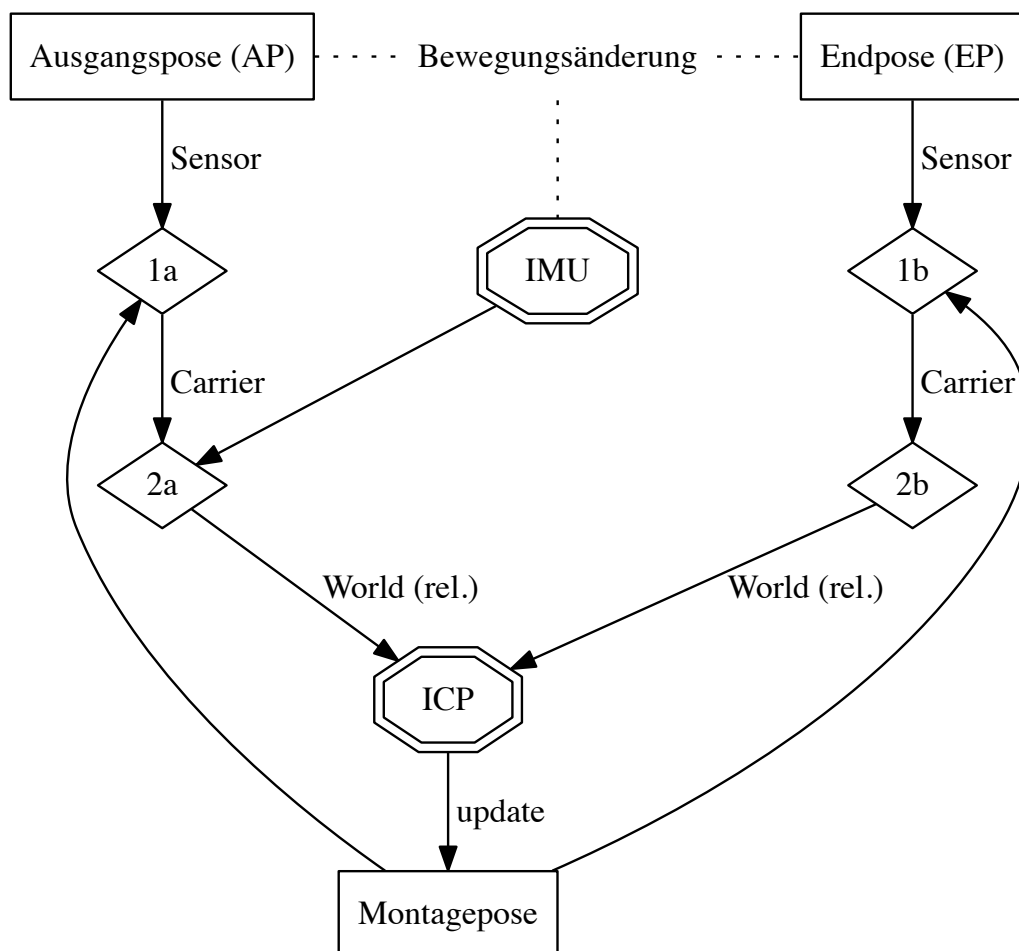 Ausgangspose (AP)
Bewegungsänderung
Endpose (EP)
Sensor
Sensor
1a
IMU
1b
Carrier
Carrier
2a
2b
World (rel.)
World (rel.)
ICP
update
Montagepose